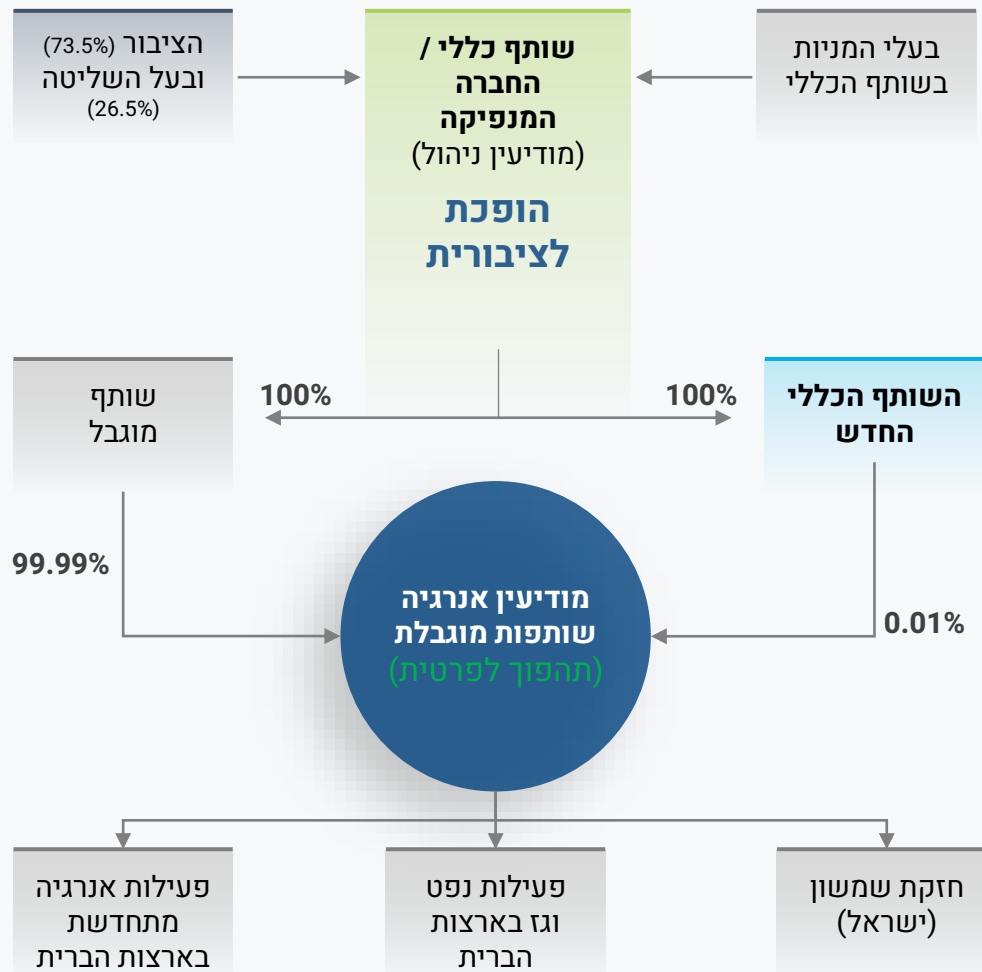 בעלי המניות
בשותף הכללי
שותף כללי /
החברה
המנפיקה
(מודיעין ניהול)
הופכת
לציבורית
הציבור (73.5%)
ובעל השליטה
(26.5%)
השותף הכללי
החדש
100%
100%
שותף
מוגבל
0.01%
99.99%
מודיעין אנרגיה
שותפות מוגבלת
(תהפוך לפרטית)
חזקת שמשון
(ישראל)
פעילות נפט
וגז בארצות
הברית
פעילות אנרגיה
מתחדשת
בארצות הברית